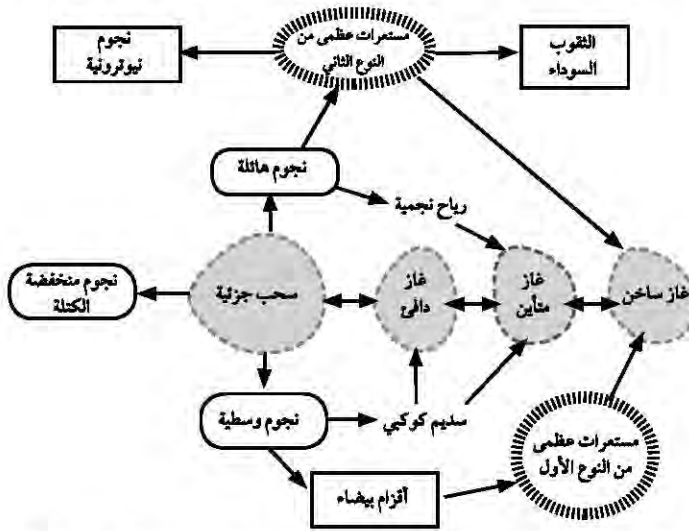 مستعرات عظمى من
النوع الثاني
الثقوب
السوداء
نجوم
نيوترونية
نجوم هائلة
رياح نجمية
غاز ساخن
غاز
متأين
غاز
دافئ
سحب جزئية
نجوم منخفضة
الكتلة
نجوم وسطية
سديم كوكبي
مستعرات عظمى
من النوع الأول
أقزام بيضاء